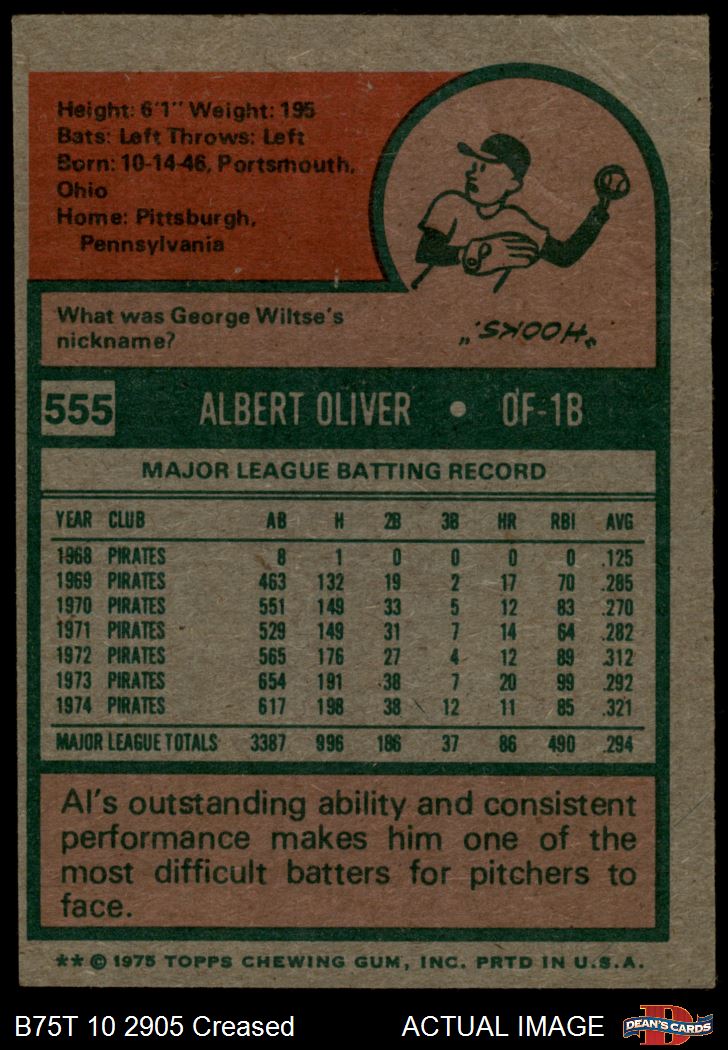 Height: 6'1" Weight: 195
Bats: Left Throws: Left
Born: 10-14-46, Portsmouth,
Ohio
Home: Pittsburgh,
Pennsylvania
What was George Wiltse's
nickname?
"HOOKS."
555 ALBERT OLIVER • OF-1B
MAJOR LEAGUE BATTING RECORD
YEAR CLUB AB H 2B 3B HR RBI AVG
1968 PIRATES 8 1 0 0 0 0 .125
1969 PIRATES 463 132 19 2 17 70 .285
1970 PIRATES 551 149 33 5 12 83 .270
1971 PIRATES 529 149 31 7 14 64 .282
1972 PIRATES 565 176 27 4 12 89 .312
1973 PIRATES 654 191 38 7 20 99 .292
1974 PIRATES 617 198 38 12 11 85 .321
MAJOR LEAGUE TOTALS 3387 996 186 37 86 490 .294
Al's outstanding ability and consistent
performance makes him one of the
most difficult batters for pitchers to
face.
** © 1975 TOPPS CHEWING GUM, INC. PRTD IN U.S.A.
B75T 10 2905 Creased ACTUAL IMAGE
DEAN'S CARDS